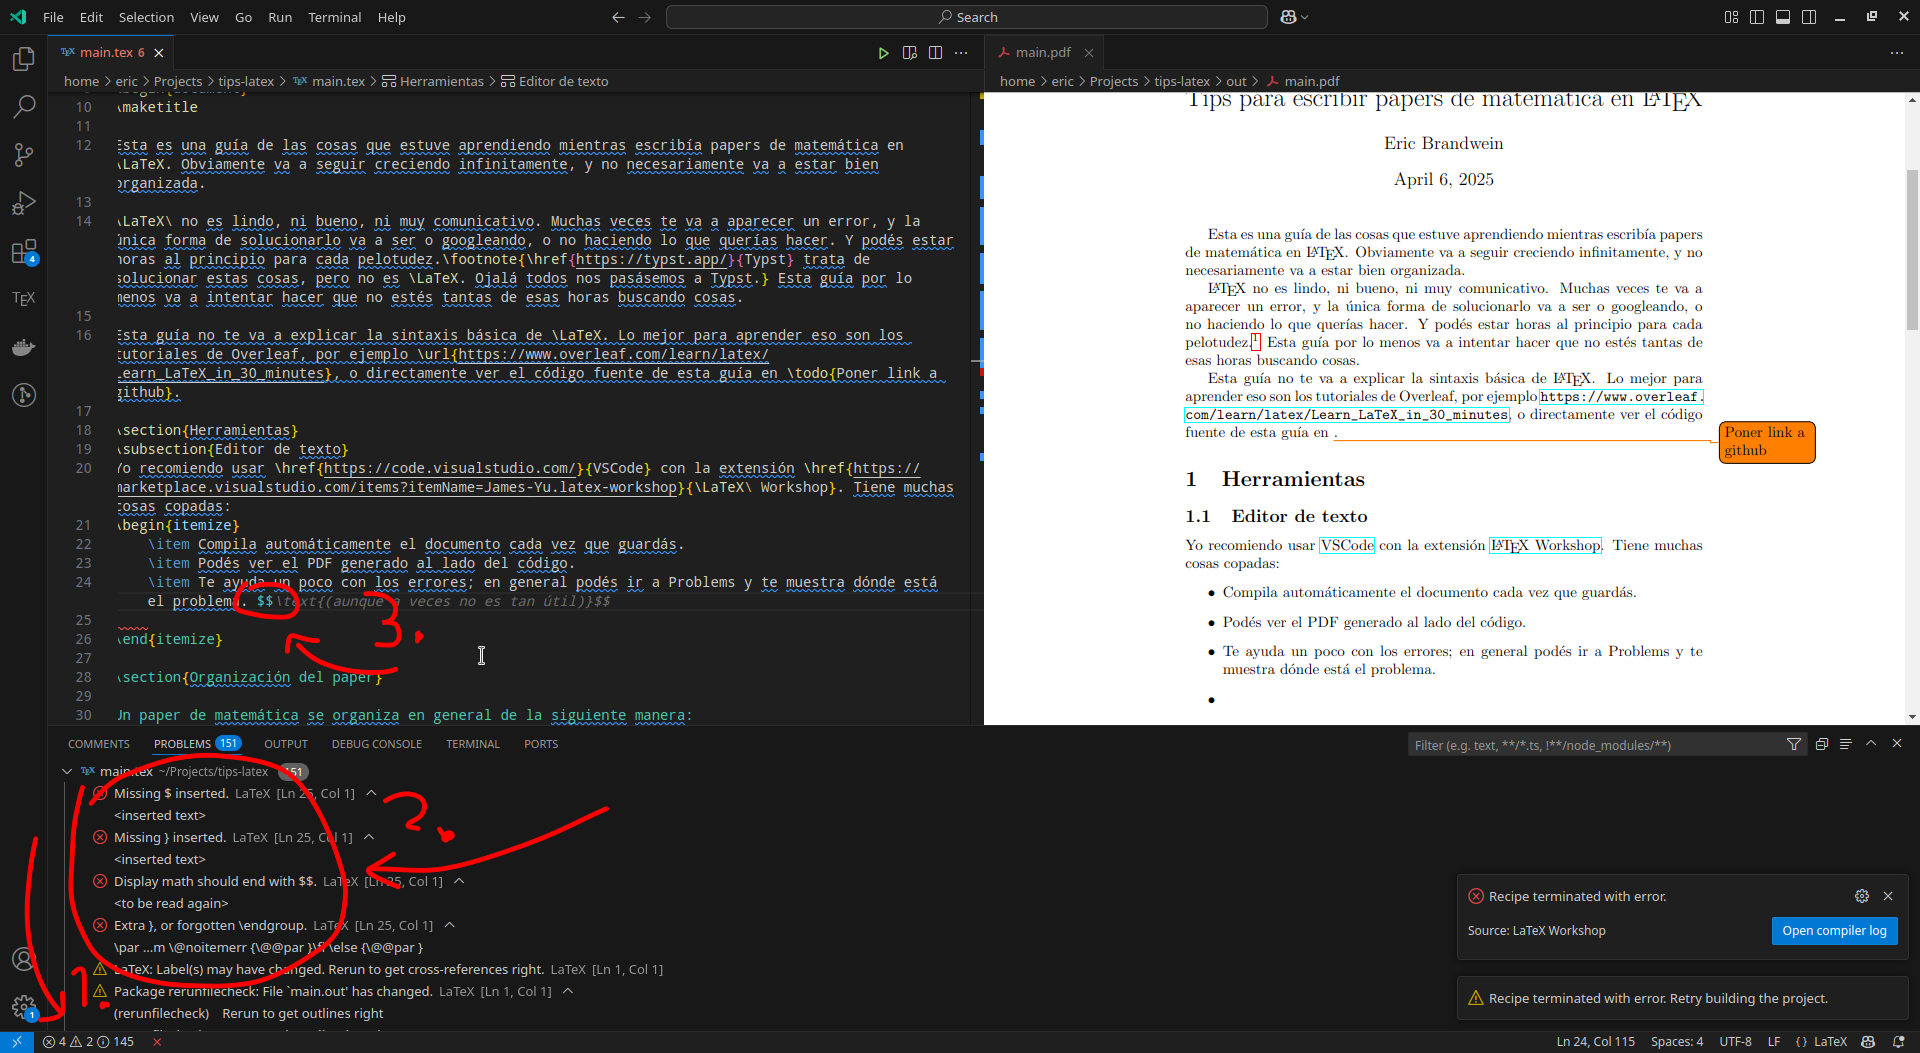 File Edit Selection View Go Run Terminal Help
Search
TEX main.tex 6
home > eric > Projects > tips-latex > TEX main.tex > Herramientas > Editor de texto
10 \maketitle
11
12 Esta es una guía de las cosas que estuve aprendiendo mientras escribía papers de matemática en
\LaTeX. Obviamente va a seguir creciendo infinitamente, y no necesariamente va a estar bien
organizada.
13
14 \LaTeX\ no es lindo, ni bueno, ni muy comunicativo. Muchas veces te va a aparecer un error, y la
única forma de solucionarlo va a ser o googleando, o no haciendo lo que querías hacer. Y podés estar
horas al principio para cada pelotudez.\footnote{\href{https://typst.app/}{Typst} trata de
solucionar estas cosas, pero no es \LaTeX. Ojalá todos nos pasásemos a Typst.} Esta guía por lo
menos va a intentar hacer que no estés tantas de esas horas buscando cosas.
15
16 Esta guía no te va a explicar la sintaxis básica de \LaTeX. Lo mejor para aprender eso son los
tutoriales de Overleaf, por ejemplo \url{https://www.overleaf.com/learn/latex/
Learn_LaTeX_in_30_minutes}, o directamente ver el código fuente de esta guía en \todo{Poner link a
github}.
17
18 \section{Herramientas}
19 \subsection{Editor de texto}
20 Yo recomiendo usar \href{https://code.visualstudio.com/}{VSCode} con la extensión \href{https://
marketplace.visualstudio.com/items?itemName=James-Yu.latex-workshop}{\LaTeX\ Workshop}. Tiene muchas
cosas copadas:
21 \begin{itemize}
22 \item Compila automáticamente el documento cada vez que guardás.
23 \item Podés ver el PDF generado al lado del código.
24 \item Te ayuda un poco con los errores; en general podés ir a Problems y te muestra dónde está
el problema. $$\text{(aunque a veces no es tan útil)}$$
25
26 \end{itemize}
27
28 \section{Organización del paper}
29
30 Un paper de matemática se organiza en general de la siguiente manera:
3.
main.pdf
home > eric > Projects > tips-latex > out > main.pdf
Tips para escribir papers de matemática en LATEX
Eric Brandwein
April 6, 2025
Esta es una guía de las cosas que estuve aprendiendo mientras escribía papers
de matemática en LATEX. Obviamente va a seguir creciendo infinitamente, y no
necesariamente va a estar bien organizada.
LATEX no es lindo, ni bueno, ni muy comunicativo. Muchas veces te va a
aparecer un error, y la única forma de solucionarlo va a ser o googleando, o
no haciendo lo que querías hacer. Y podés estar horas al principio para cada
pelotudez.1 Esta guía por lo menos va a intentar hacer que no estés tantas de
esas horas buscando cosas.
Esta guía no te va a explicar la sintaxis básica de LATEX. Lo mejor para
aprender eso son los tutoriales de Overleaf, por ejemplo https://www.overleaf.
com/learn/latex/Learn_LaTeX_in_30_minutes, o directamente ver el código
fuente de esta guía en .
Poner link a
github
1 Herramientas
1.1 Editor de texto
Yo recomiendo usar VSCode con la extensión LATEX Workshop. Tiene muchas
cosas copadas:
• Compila automáticamente el documento cada vez que guardás.
• Podés ver el PDF generado al lado del código.
• Te ayuda un poco con los errores; en general podés ir a Problems y te
muestra dónde está el problema.
•
4
TEX
1
COMMENTS PROBLEMS 151 OUTPUT DEBUG CONSOLE TERMINAL PORTS
Filter (e.g. text, **/*.ts, !**/node_modules/**)
TEX main.tex ~/Projects/tips-latex 151
Missing $ inserted. LaTeX [Ln 25, Col 1]
<inserted text>
Missing } inserted. LaTeX [Ln 25, Col 1]
<inserted text>
Display math should end with $$. LaTeX [Ln 25, Col 1]
<to be read again>
Extra }, or forgotten \endgroup. LaTeX [Ln 25, Col 1]
\par ...m \@noitemerr {\@@par }\fi \else {\@@par }
LaTeX: Label(s) may have changed. Rerun to get cross-references right. LaTeX [Ln 1, Col 1]
Package rerunfilecheck: File `main.out' has changed. LaTeX [Ln 1, Col 1]
(rerunfilecheck) Rerun to get outlines right
2.
1.
Recipe terminated with error.
Source: LaTeX Workshop
Open compiler log
Recipe terminated with error. Retry building the project.
4 2 145
Ln 24, Col 115 Spaces: 4 UTF-8 LF {} LaTeX